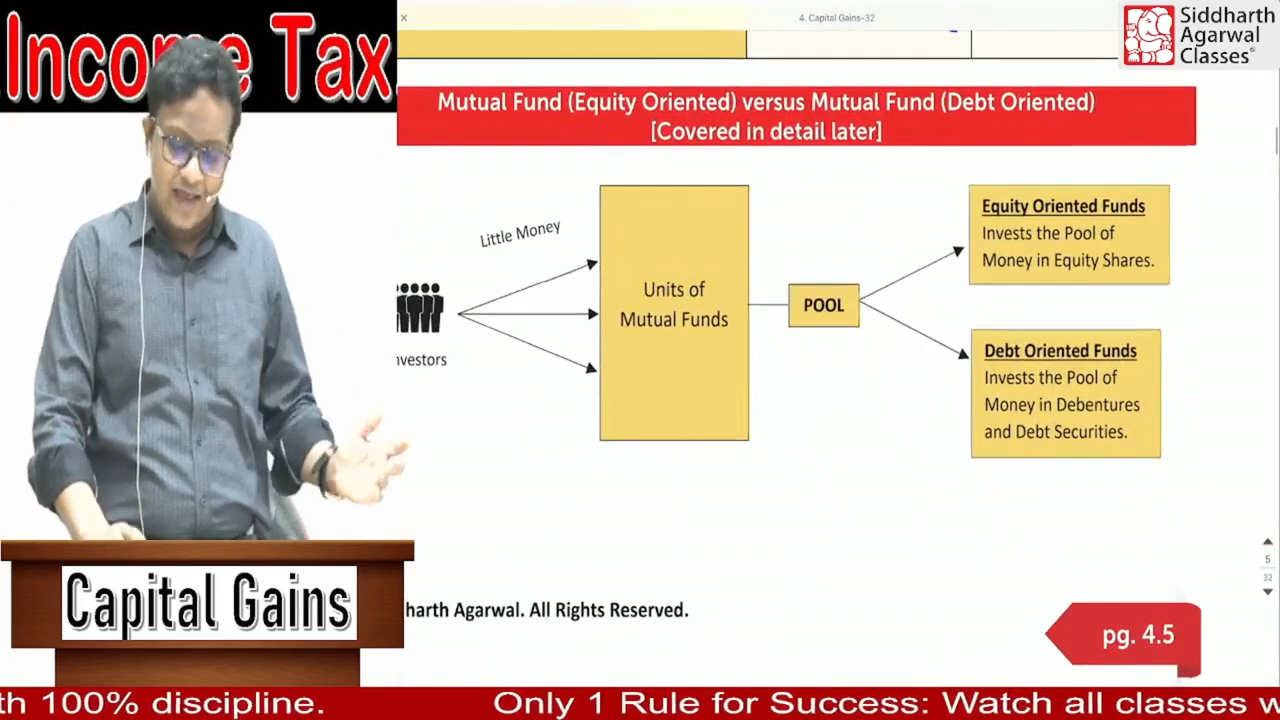 Income Tax
4. Capital Gains-32
Siddharth
Agarwal
Classes
Mutual Fund (Equity Oriented) versus Mutual Fund (Debt Oriented)
[Covered in detail later]
Little Money
nvestors
Units of
Mutual Funds
POOL
Equity Oriented Funds
Invests the Pool of
Money in Equity Shares.
Debt Oriented Funds
Invests the Pool of
Money in Debentures
and Debt Securities.
5
32
Capital Gains
harth Agarwal. All Rights Reserved.
pg. 4.5
th 100% discipline. Only 1 Rule for Success: Watch all classes w